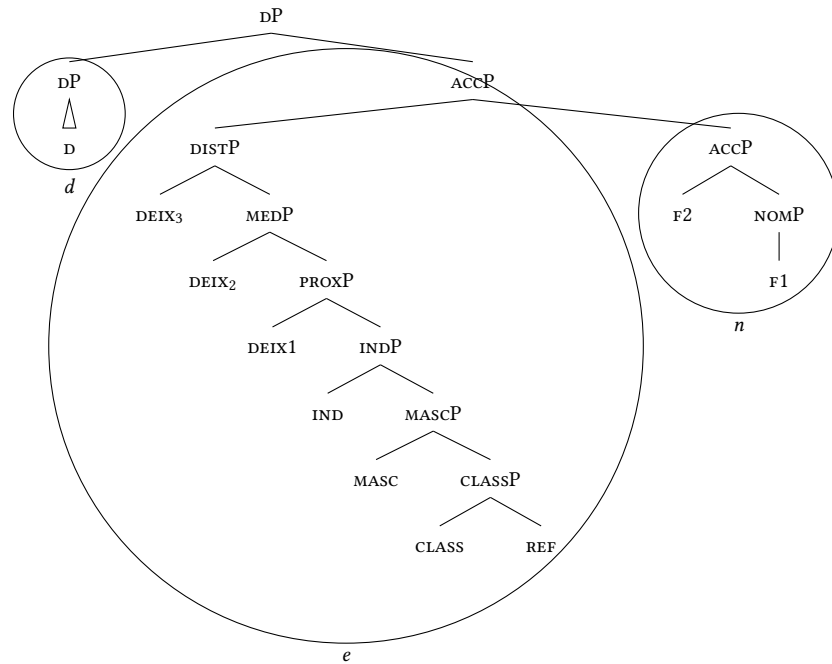 DP
DP ACCP
D DISTP ACCP
d
DEIX3 MEDP F2 NOMP
DEIX2 PROXP F1
n
DEIX1 INDP
IND MASCP
MASC CLASSP
CLASS REF
e